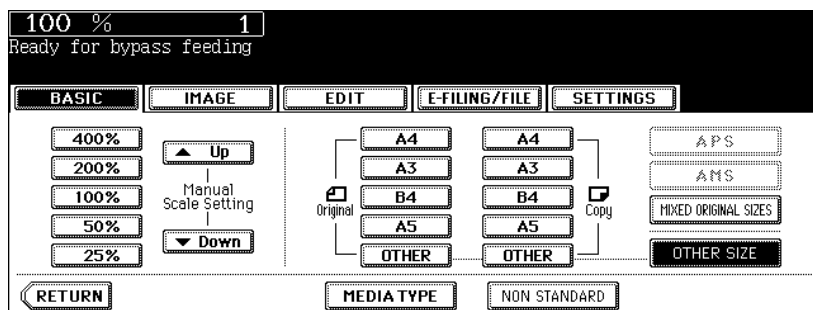 100 % 1
Ready for bypass feeding
BASIC IMAGE EDIT E-FILING/FILE SETTINGS
400%
200%
100%
50%
25%
▲ Up
Manual
Scale Setting
▼ Down
Original
A4
A3
B4
A5
OTHER
A4
A3
B4
A5
OTHER
Copy
APS
AMS
MIXED ORIGINAL SIZES
OTHER SIZE
RETURN MEDIA TYPE NON STANDARD